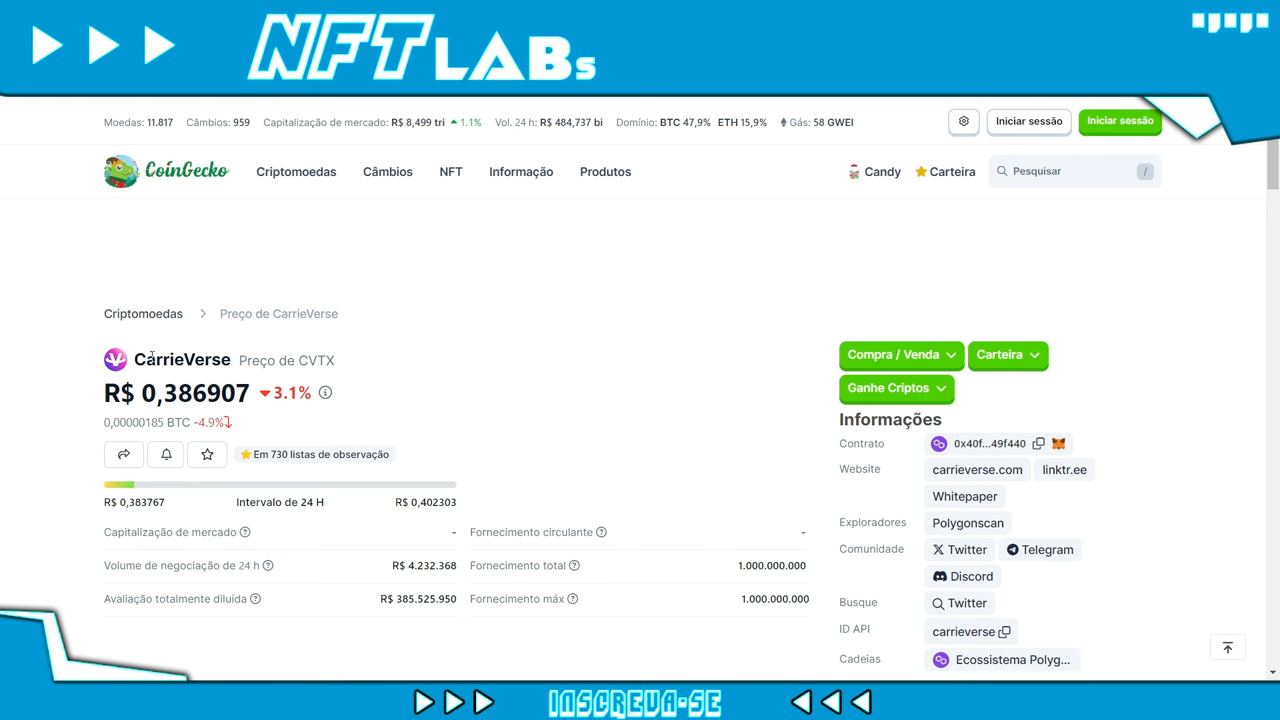 NFT LABs
Moedas: 11.817 Câmbios: 959 Capitalização de mercado: R$ 8,499 tri 1.1% Vol. 24 h: R$ 484,737 bi Domínio: BTC 47,9% ETH 15,9% Gás: 58 GWEI
Iniciar sessão Iniciar sessão
CoinGecko Criptomoedas Câmbios NFT Informação Produtos Candy Carteira Pesquisar /
Criptomoedas > Preço de CarrieVerse
CarrieVerse Preço de CVTX
R$ 0,386907 3.1%
0,00000185 BTC -4.9%
Em 730 listas de observação
R$ 0,383767 Intervalo de 24 H R$ 0,402303
Capitalização de mercado - Fornecimento circulante -
Volume de negociação de 24 h R$ 4.232.368 Fornecimento total 1.000.000.000
Avaliação totalmente diluída R$ 385.525.950 Fornecimento máx 1.000.000.000
Compra / Venda Carteira
Ganhe Criptos
Informações
Contrato 0x40f...49f440
Website carrieverse.com linktr.ee
Whitepaper
Exploradores Polygonscan
Comunidade Twitter Telegram
Discord
Busque Twitter
ID API carrieverse
Cadeias Ecossistema Polyg...
INSCREVA-SE